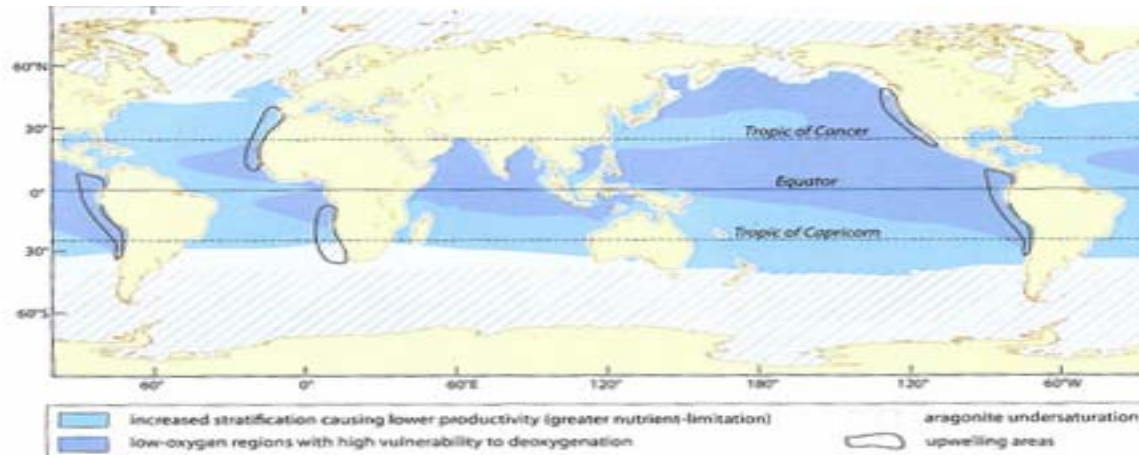 60°N
30°
Tropic of Cancer
Equator
0°
Tropic of Capricorn
30°
60°S
60° 0° 60°E 120° 180° 120° 60°W
increased stratification causing lower productivity (greater nutrient-limitation) aragonite undersaturation
low-oxygen regions with high vulnerability to deoxygenation upwelling areas